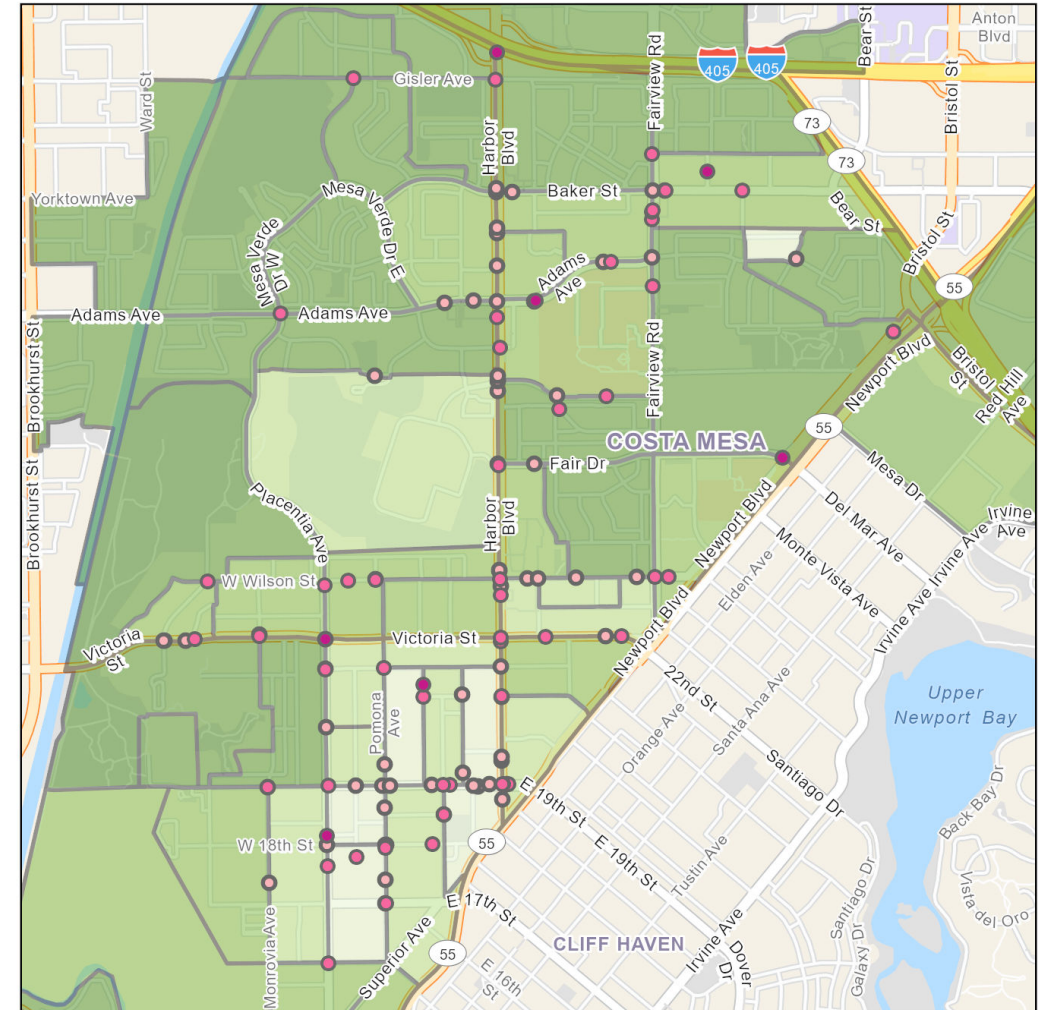 Anton
Blvd
Bear St
405
405
Gisler Ave
Ward St
Fairview Rd
Harbor
Blvd
Bristol St
73
73
Yorktown Ave
Mesa Verde Dr E
Baker St
Bear St
Mesa Verde
Dr W
Bristol St
Adams
Ave
55
Adams Ave
Adams Ave
Brookhurst St
Fairview Rd
Newport Blvd
Bristol
St
Red Hill
Ave
COSTA MESA
55
Fair Dr
Mesa Dr
Brookhurst St
Placentia Ave
Harbor
Blvd
Newport Blvd
Del Mar Ave
Irvine
Ave
Monte Vista Ave
Irvine Ave
W Wilson St
Elden Ave
Irvine Ave
Newport Blvd
Victoria
St
Victoria St
22nd St
Santa Ana Ave
Orange Ave
Upper
Newport Bay
Pomona
Ave
Santiago
Dr
E 19th St
Back Bay Dr
W 18th St
55
E 19th St
Tustin Ave
Santiago Dr
Vista del Oro
E 17th St
Monrovia Ave
Superior Ave
CLIFF HAVEN
Irvine Ave
Dover
Dr
Galaxy Dr
55
E 16th
St